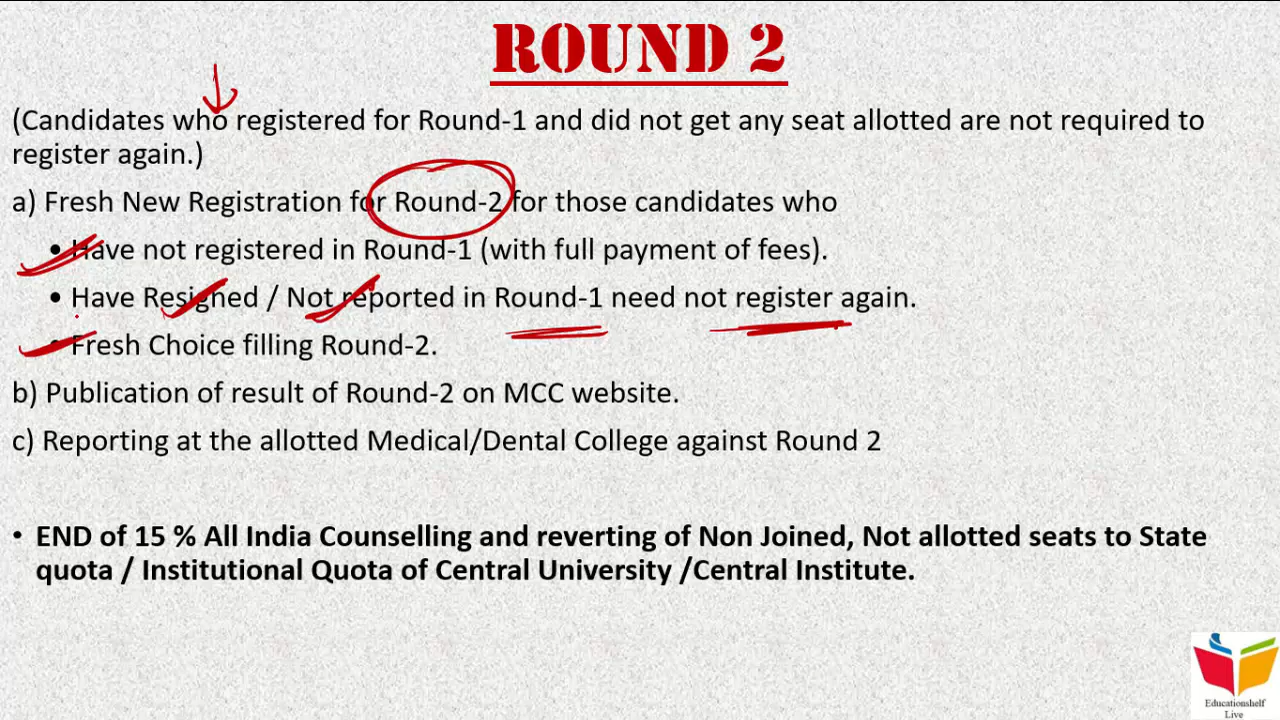 ROUND 2
(Candidates who registered for Round-1 and did not get any seat allotted are not required to
register again.)
a) Fresh New Registration for Round-2 for those candidates who
• Have not registered in Round-1 (with full payment of fees).
• Have Resigned / Not reported in Round-1 need not register again.
• Fresh Choice filling Round-2.
b) Publication of result of Round-2 on MCC website.
c) Reporting at the allotted Medical/Dental College against Round 2
• END of 15 % All India Counselling and reverting of Non Joined, Not allotted seats to State
quota / Institutional Quota of Central University /Central Institute.
Educationshelf
Live